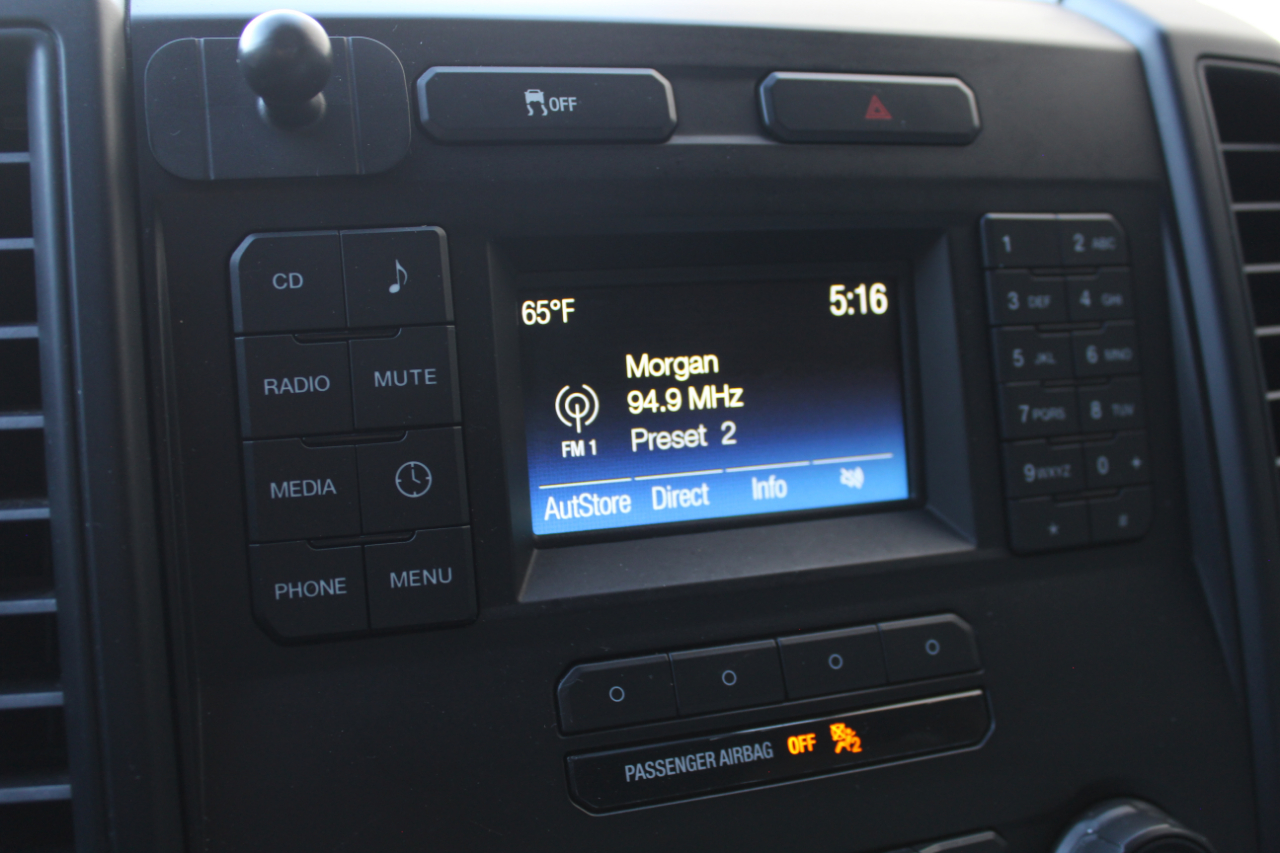 OFF
CD
RADIO MUTE
MEDIA
PHONE MENU
65°F 5:16
Morgan
94.9 MHz
FM 1 Preset 2
AutStore Direct Info
1 2 ABC
3 DEF 4 GHI
5 JKL 6 MNO
7 PQRS 8 TUV
9 WXYZ 0 +
* #
PASSENGER AIRBAG OFF 2